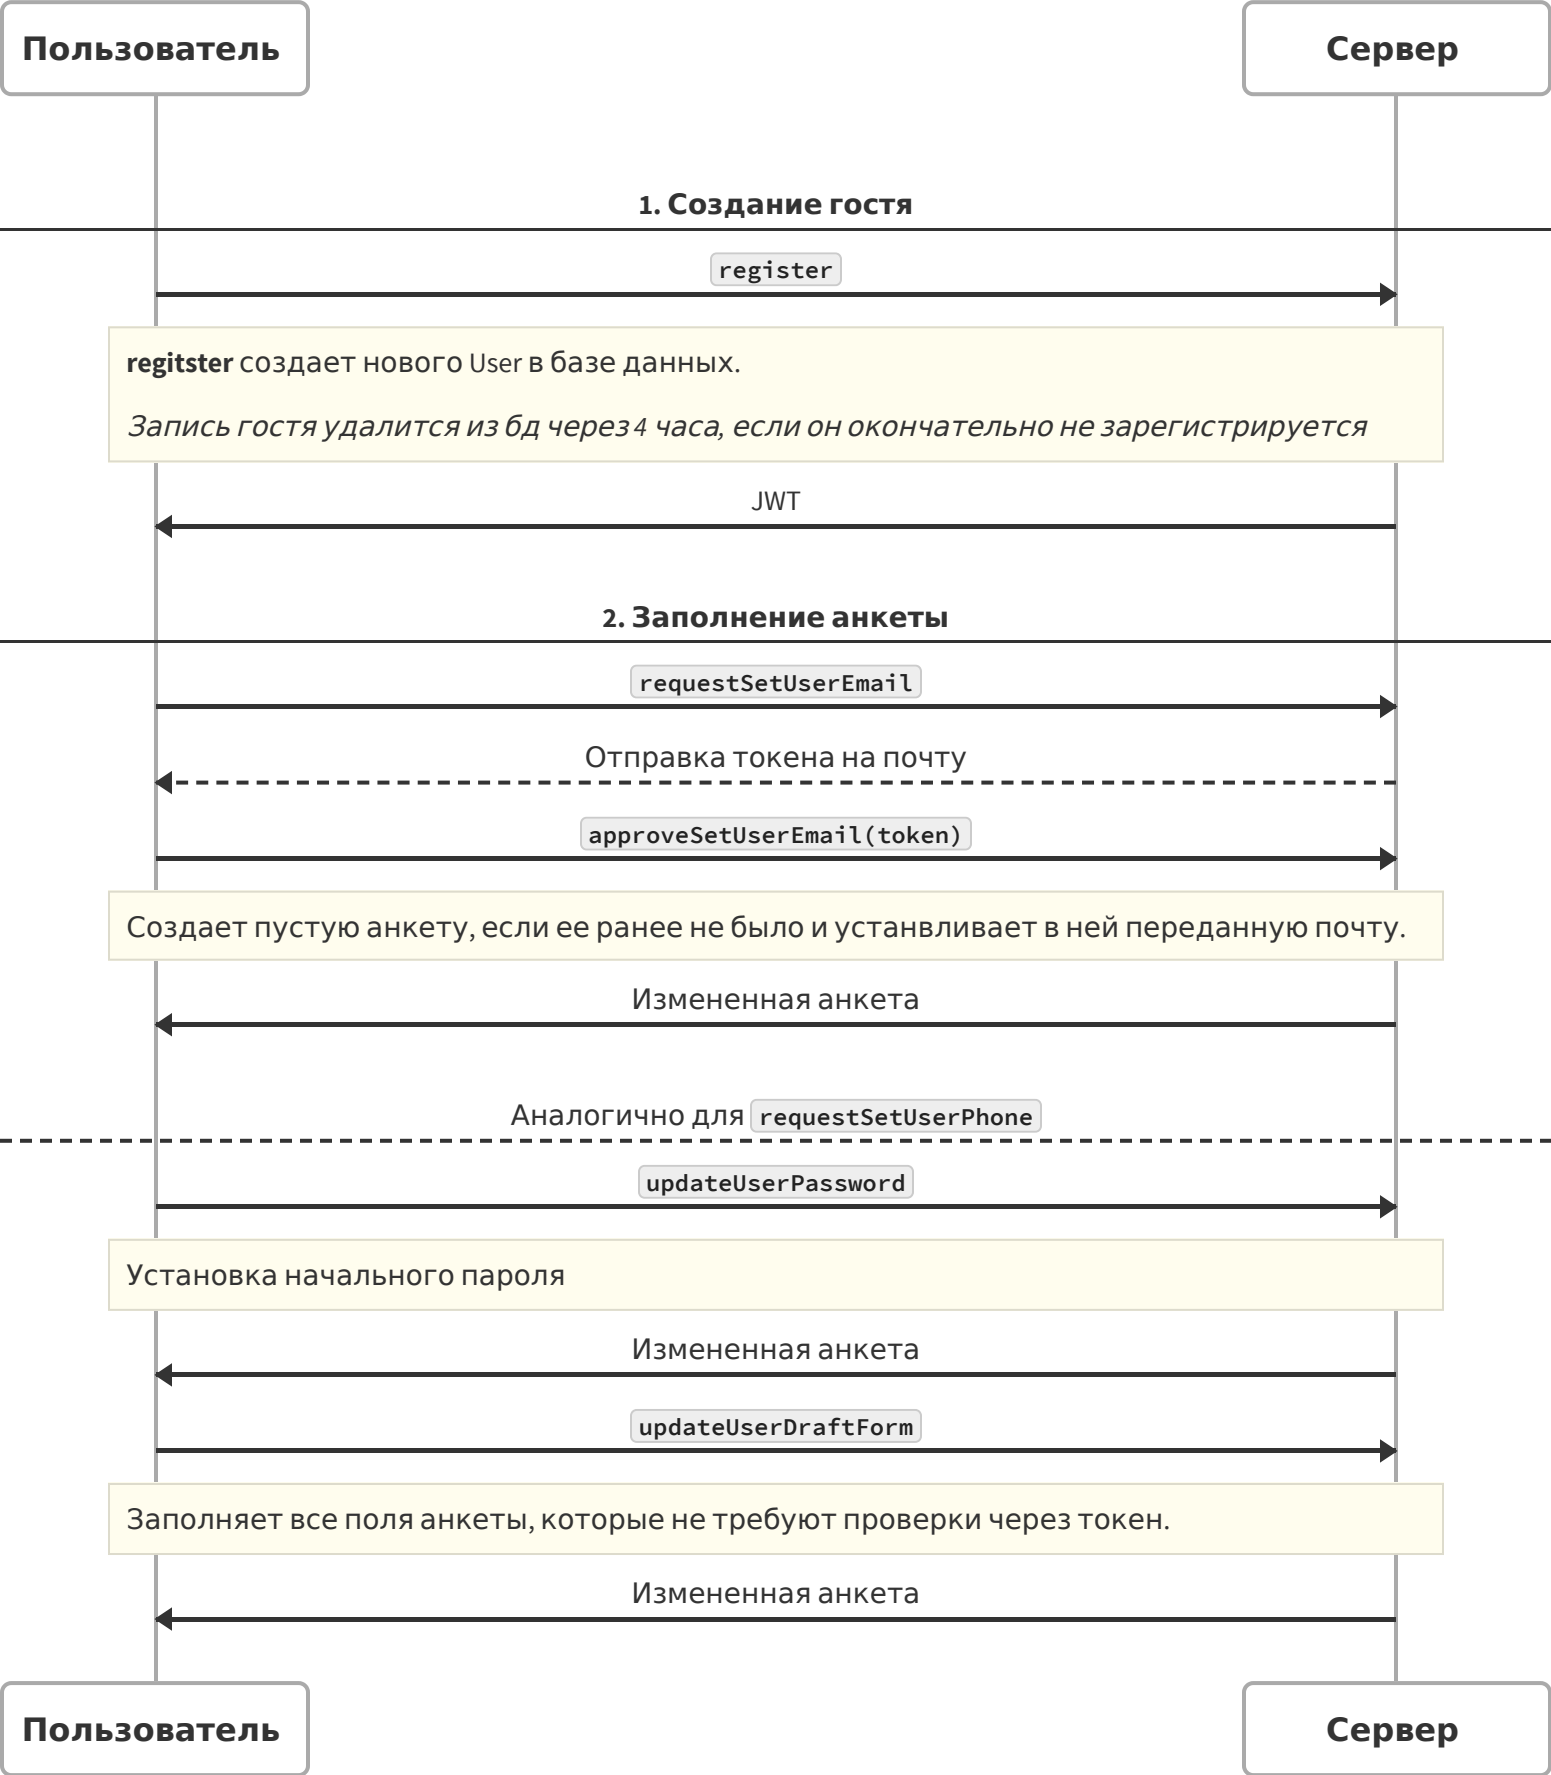 Пользователь
Сервер
1. Создание гостя
register
regitster создает нового User в базе данных.
Запись гостя удалится из бд через 4 часа, если он окончательно не зарегистрируется
JWT
2. Заполнение анкеты
requestSetUserEmail
Отправка токена на почту
approveSetUserEmail(token)
Создает пустую анкету, если ее ранее не было и устанвливает в ней переданную почту.
Измененная анкета
Аналогично для requestSetUserPhone
updateUserPassword
Установка начального пароля
Измененная анкета
updateUserDraftForm
Заполняет все поля анкеты, которые не требуют проверки через токен.
Измененная анкета
Пользователь
Сервер